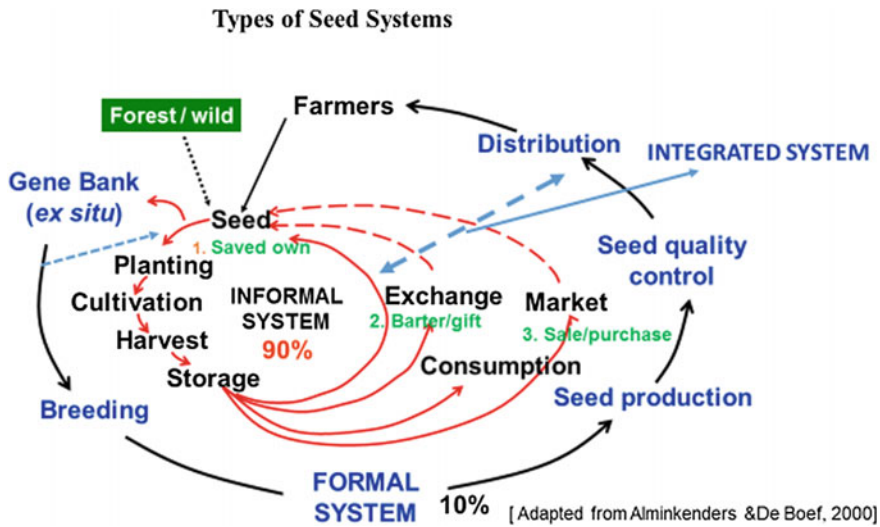 Types of Seed Systems
Forest / wild
Farmers
Distribution
INTEGRATED SYSTEM
Gene Bank
(ex situ)
Seed
1. Saved own
Planting
Cultivation
Harvest
Storage
INFORMAL
SYSTEM
90%
Exchange
2. Barter/gift
Market
3. Sale/purchase
Consumption
Seed quality
control
Seed production
Breeding
FORMAL
SYSTEM
10%
[ Adapted from Alminkenders &De Boef, 2000]